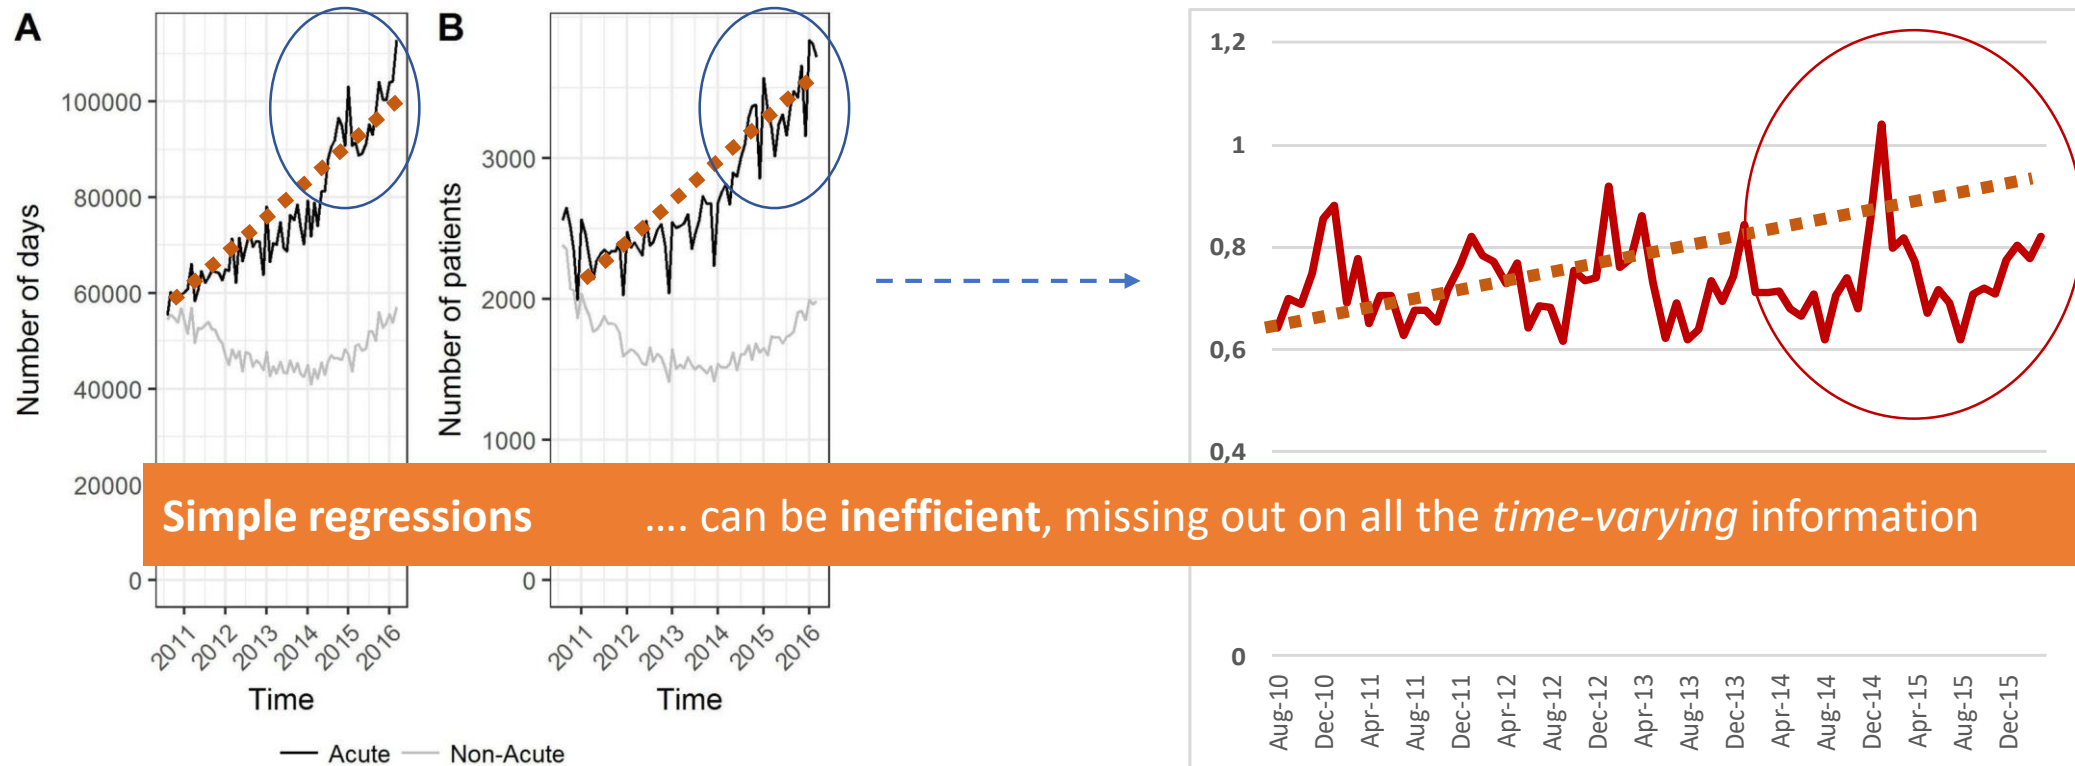 A
Number of days
100000
80000
60000
40000
20000
0
2011
2012
2013
2014
2015
2016
Time
B
Number of patients
3000
2000
1000
0
2011
2012
2013
2014
2015
2016
Time
Acute
Non-Acute
1,2
1
0,8
0,6
0,4
0
Aug-10
Dec-10
Apr-11
Aug-11
Dec-11
Apr-12
Aug-12
Dec-12
Apr-13
Aug-13
Dec-13
Apr-14
Aug-14
Dec-14
Apr-15
Aug-15
Dec-15
Simple regressions .... can be inefficient, missing out on all the time-varying information